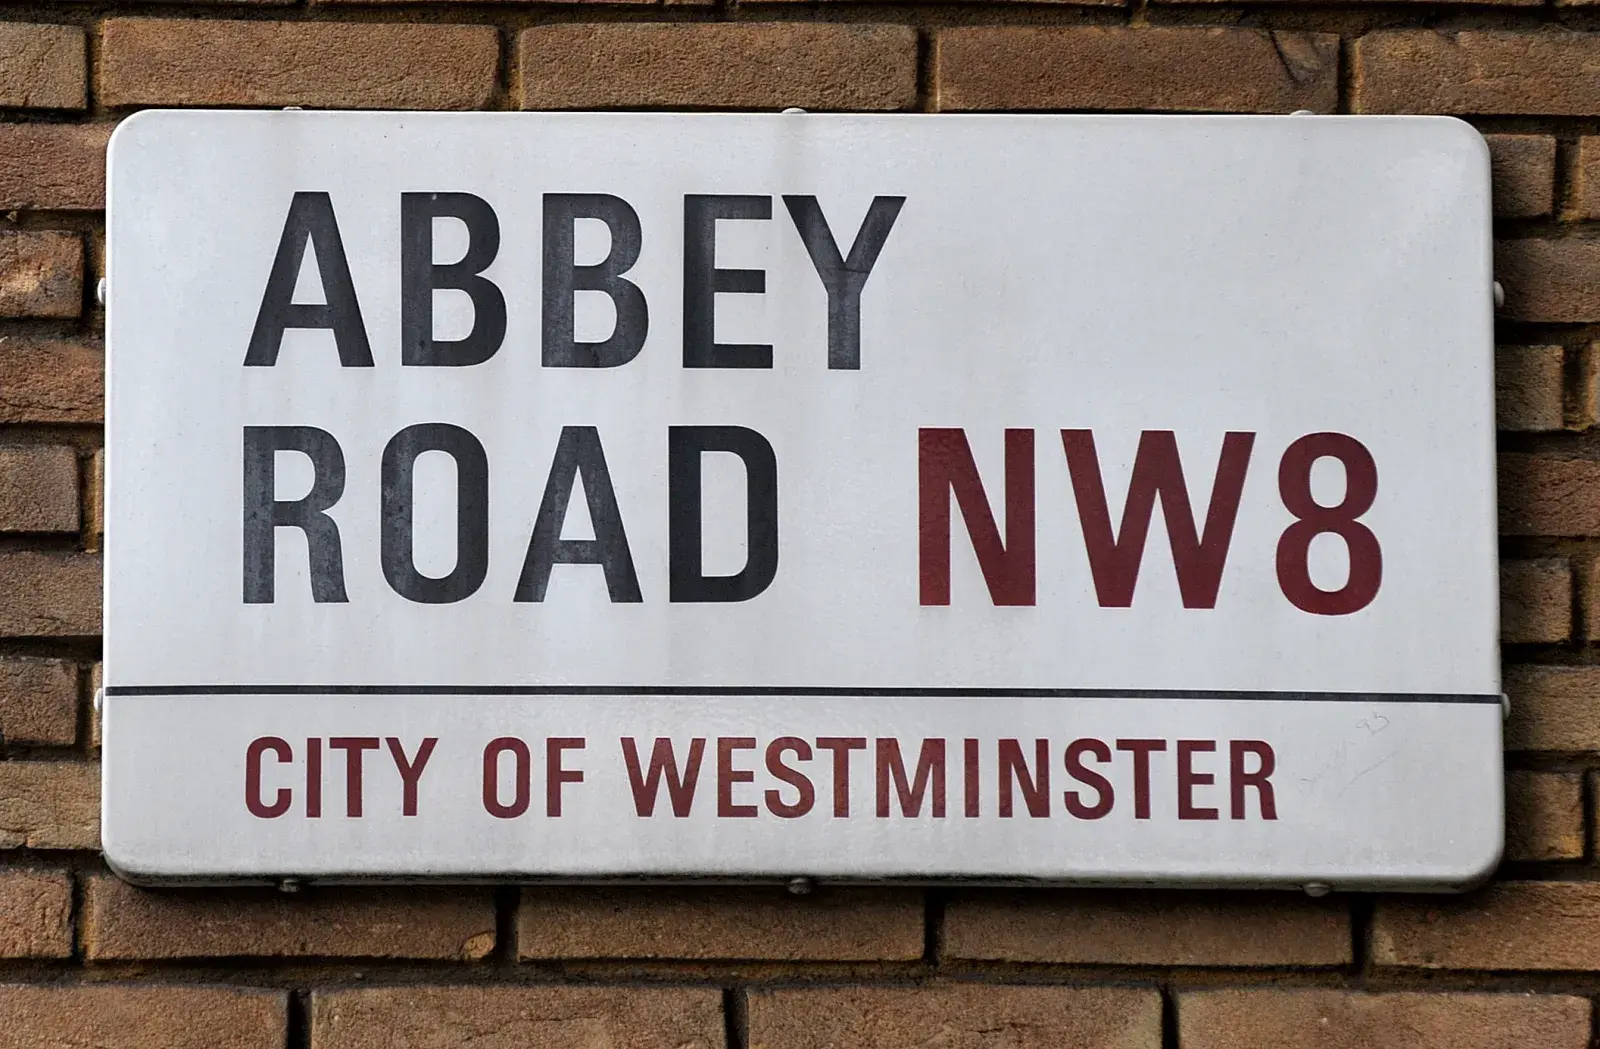 ABBEY
ROAD NW8
CITY OF WESTMINSTER